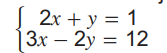 2x + y = 1
3x – 2y = 12